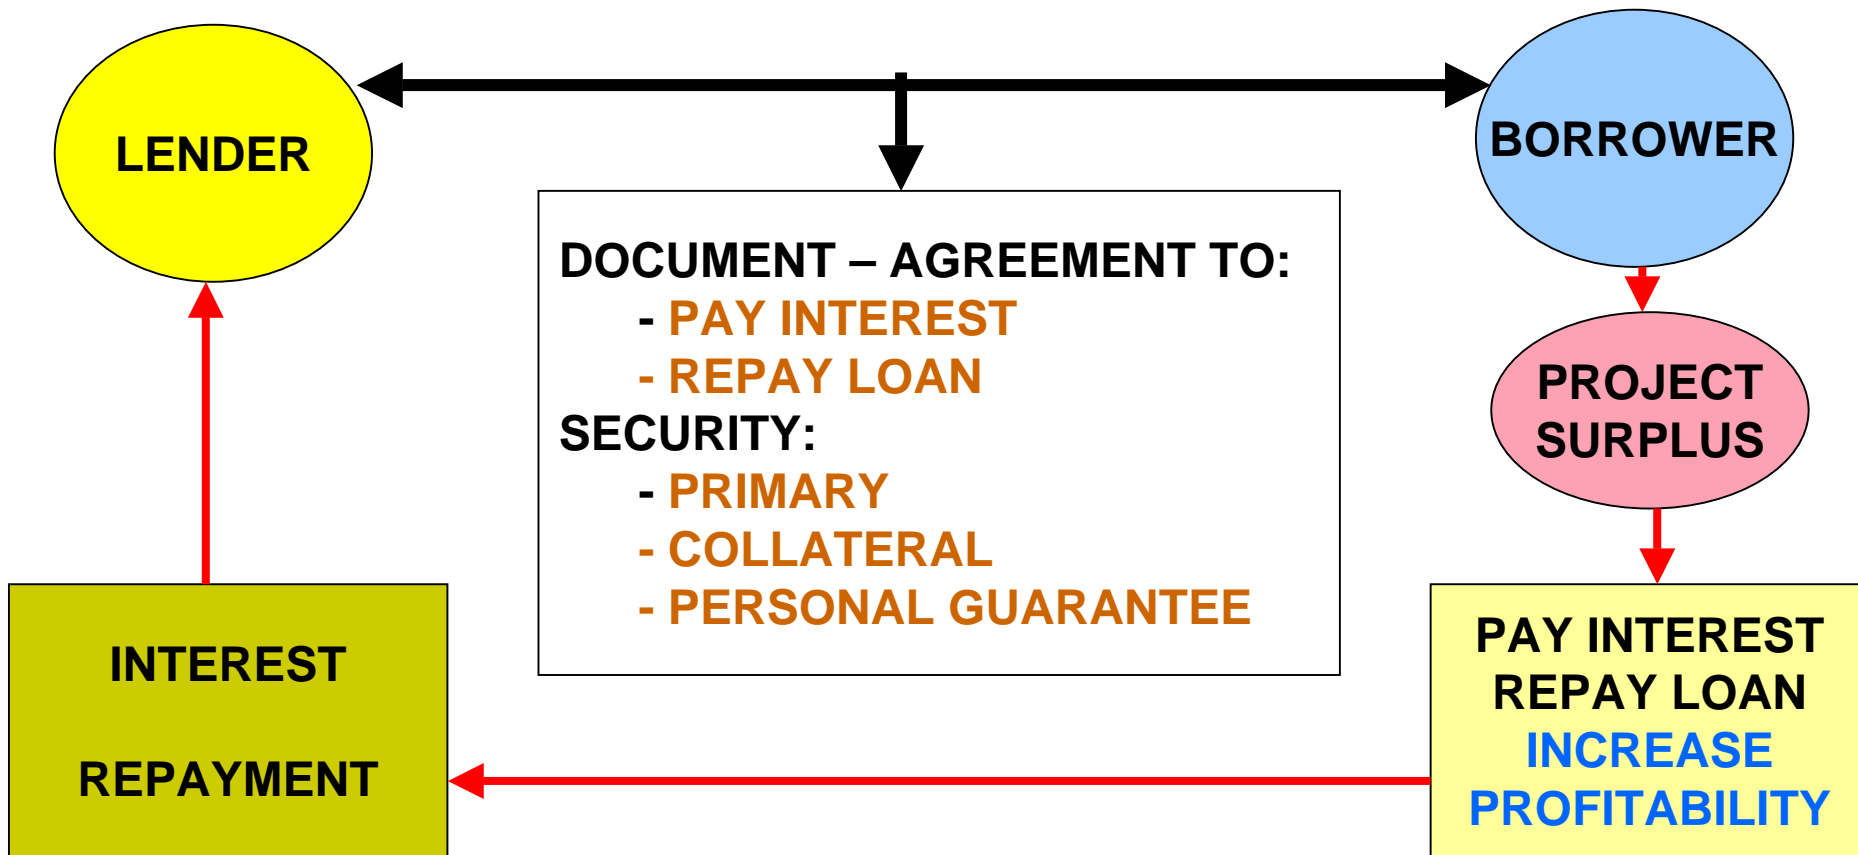 LENDER
BORROWER
DOCUMENT – AGREEMENT TO:
- PAY INTEREST
- REPAY LOAN
SECURITY:
- PRIMARY
- COLLATERAL
- PERSONAL GUARANTEE
PROJECT
SURPLUS
INTEREST
REPAYMENT
PAY INTEREST
REPAY LOAN
INCREASE
PROFITABILITY